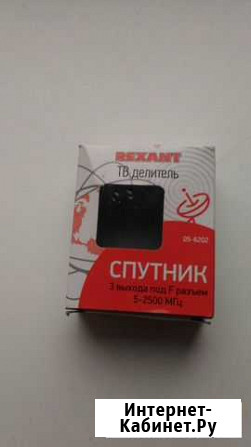 REXANT
ТВ делитель
05-6202
СПУТНИК
3 выхода под F разъем
5-2500 МГц
Интернет-
Кабинет.Ру